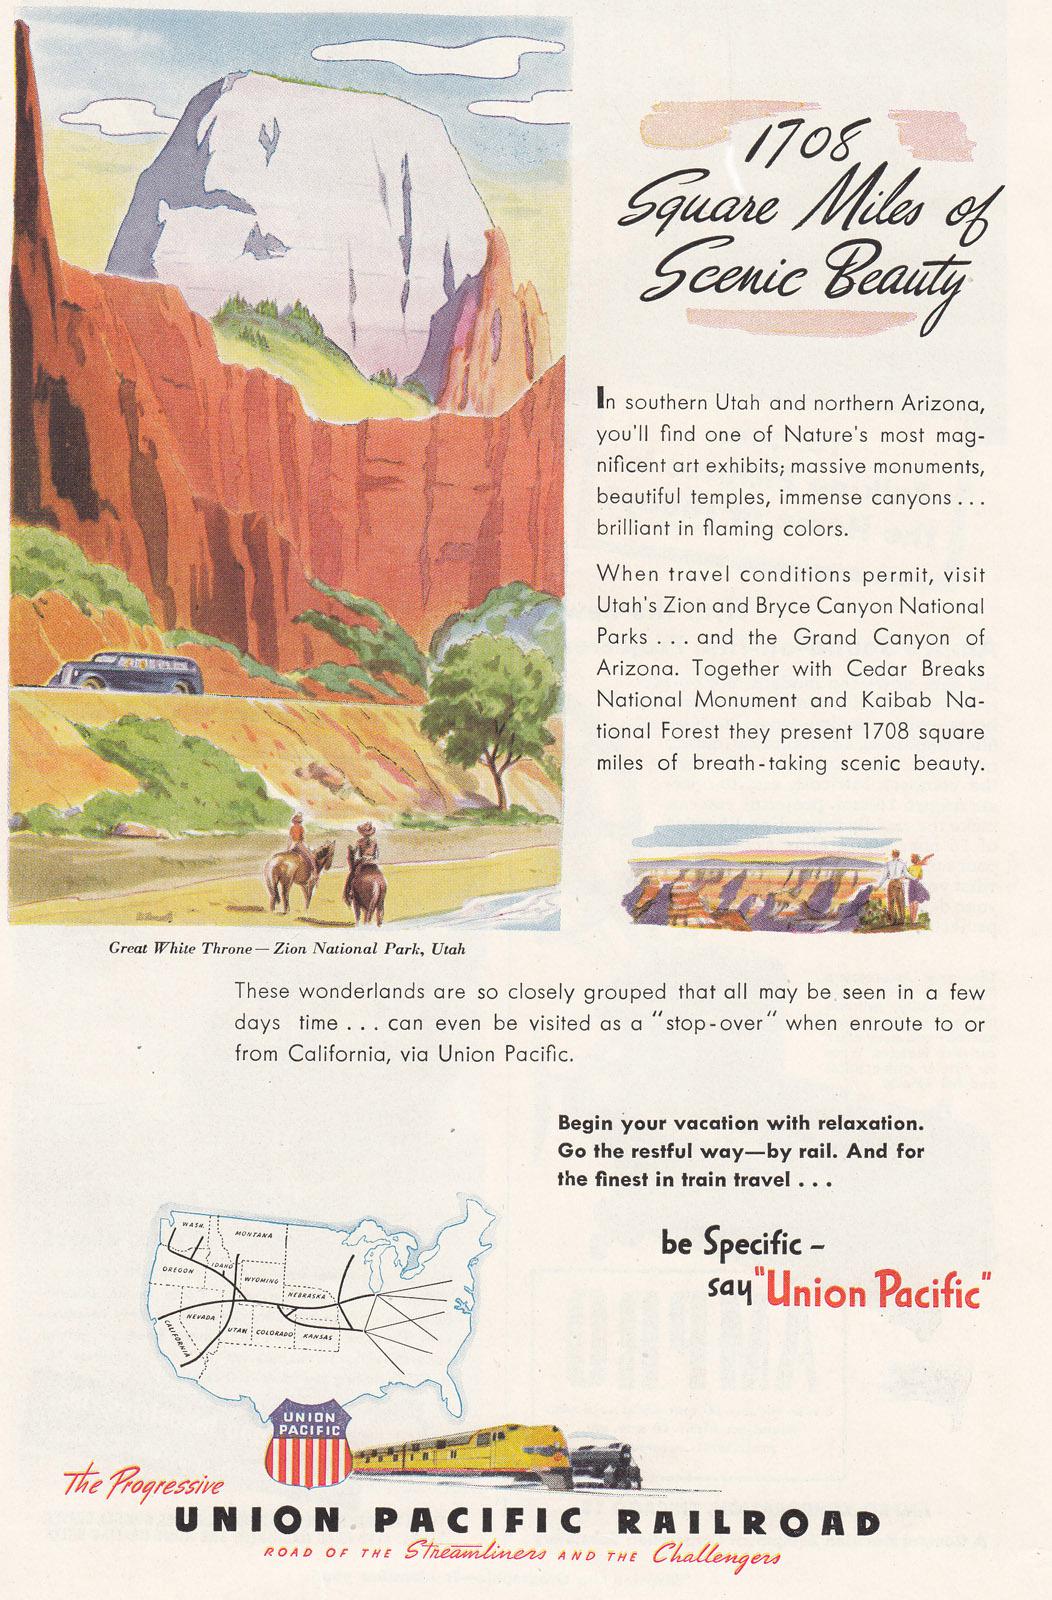 1708
Square Miles of
Scenic Beauty
In southern Utah and northern Arizona,
you'll find one of Nature's most mag-
nificent art exhibits; massive monuments,
beautiful temples, immense canyons . . .
brilliant in flaming colors.
When travel conditions permit, visit
Utah's Zion and Bryce Canyon National
Parks . . . and the Grand Canyon of
Arizona. Together with Cedar Breaks
National Monument and Kaibab Na-
tional Forest they present 1708 square
miles of breath-taking scenic beauty.
Great White Throne — Zion National Park, Utah
These wonderlands are so closely grouped that all may be seen in a few
days time . . . can even be visited as a "stop-over" when enroute to or
from California, via Union Pacific.
Begin your vacation with relaxation.
Go the restful way—by rail. And for
the finest in train travel . . .
be Specific –
say "Union Pacific"
WASH.
MONTANA
OREGON
IDAHO
WYOMING
NEBRASKA
NEVADA
UTAH
COLORADO
KANSAS
CALIFORNIA
UNION
PACIFIC
The Progressive
UNION PACIFIC RAILROAD
ROAD OF THE Streamliners AND THE Challengers